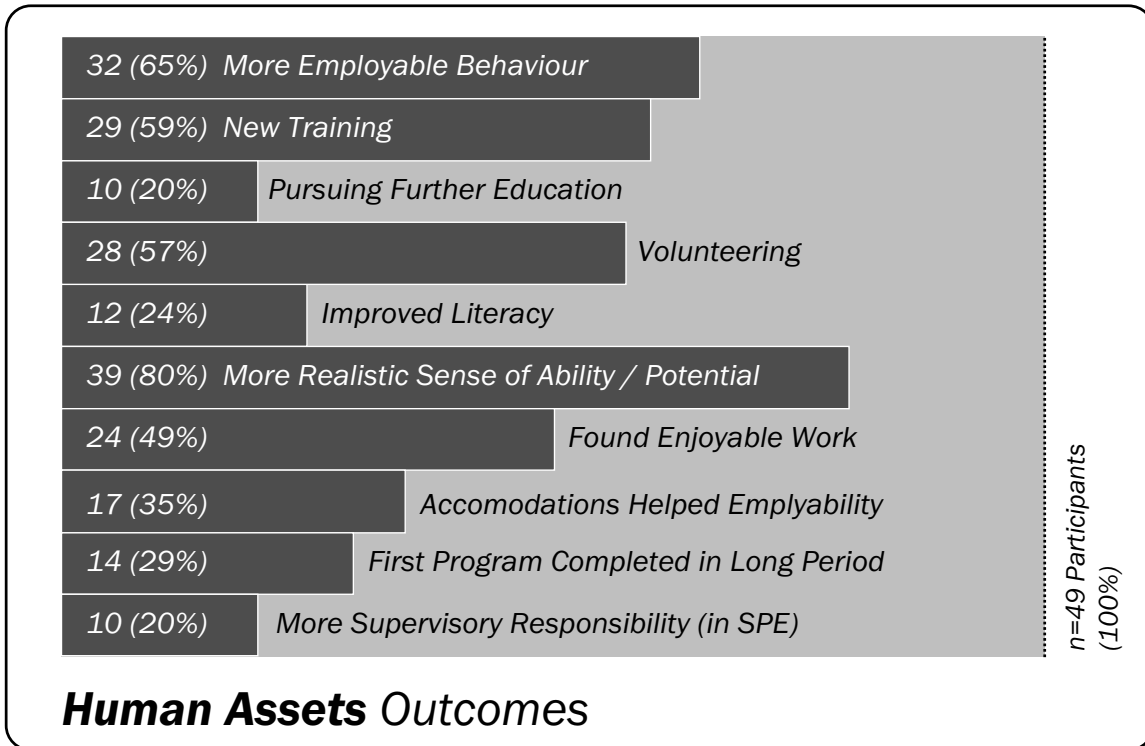 32 (65%) More Employable Behaviour
29 (59%) New Training
10 (20%) Pursuing Further Education
28 (57%) Volunteering
12 (24%) Improved Literacy
39 (80%) More Realistic Sense of Ability / Potential
24 (49%) Found Enjoyable Work
17 (35%) Accomodations Helped Emplyability
14 (29%) First Program Completed in Long Period
10 (20%) More Supervisory Responsibility (in SPE)
n=49 Participants
(100%)
Human Assets Outcomes